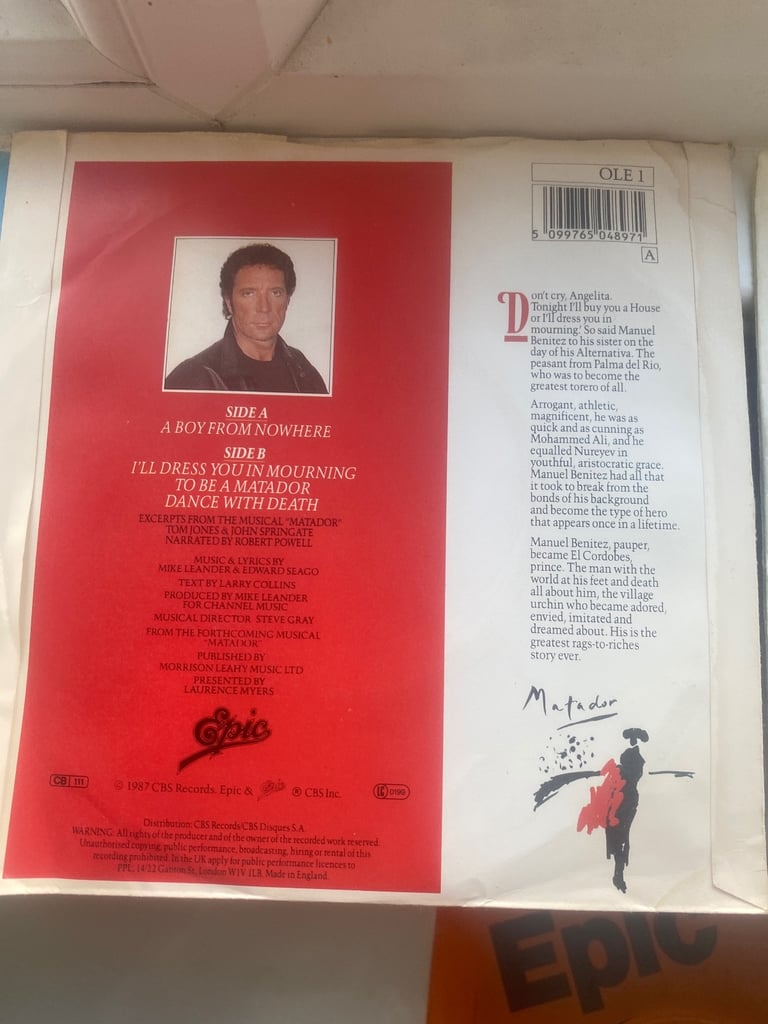 SIDE A
A BOY FROM NOWHERE
SIDE B
I'LL DRESS YOU IN MOURNING
TO BE A MATADOR
DANCE WITH DEATH
EXCERPTS FROM THE MUSICAL "MATADOR"
TOM JONES & JOHN SPRINGATE
NARRATED BY ROBERT POWELL
MUSIC & LYRICS BY
MIKE LEANDER & EDWARD SEAGO
TEXT BY LARRY COLLINS
PRODUCED BY MIKE LEANDER
FOR CHANNEL MUSIC
MUSICAL DIRECTOR STEVE GRAY
FROM THE FORTHCOMING MUSICAL
"MATADOR"
PUBLISHED BY
MORRISON LEAHY MUSIC LTD
PRESENTED BY
LAURENCE MYERS
Epic
CB 111
© 1987 CBS Records. Epic & Epic ® CBS Inc.
LC 0199
Distribution: CBS Records/CBS Disques S.A.
WARNING: All rights of the producer and of the owner of the recorded work reserved.
Unauthorised copying, public performance, broadcasting, hiring or rental of this
recording prohibited. In the UK apply for public performance licences to
PPL, 14/22 Ganton St, London W1V 1LB. Made in England.
OLE 1
5 099765 048971
A
Don't cry, Angelita.
Tonight I'll buy you a House
or I'll dress you in
mourning.' So said Manuel
Benitez to his sister on the
day of his Alternativa. The
peasant from Palma del Rio,
who was to become the
greatest torero of all.
Arrogant, athletic,
magnificent, he was as
quick and as cunning as
Mohammed Ali, and he
equalled Nureyev in
youthful, aristocratic grace.
Manuel Benitez had all that
it took to break from the
bonds of his background
and become the type of hero
that appears once in a lifetime.
Manuel Benitez, pauper,
became El Cordobes,
prince. The man with the
world at his feet and death
all about him, the village
urchin who became adored,
envied, imitated and
dreamed about. His is the
greatest rags-to-riches
story ever.
Matador
Epic